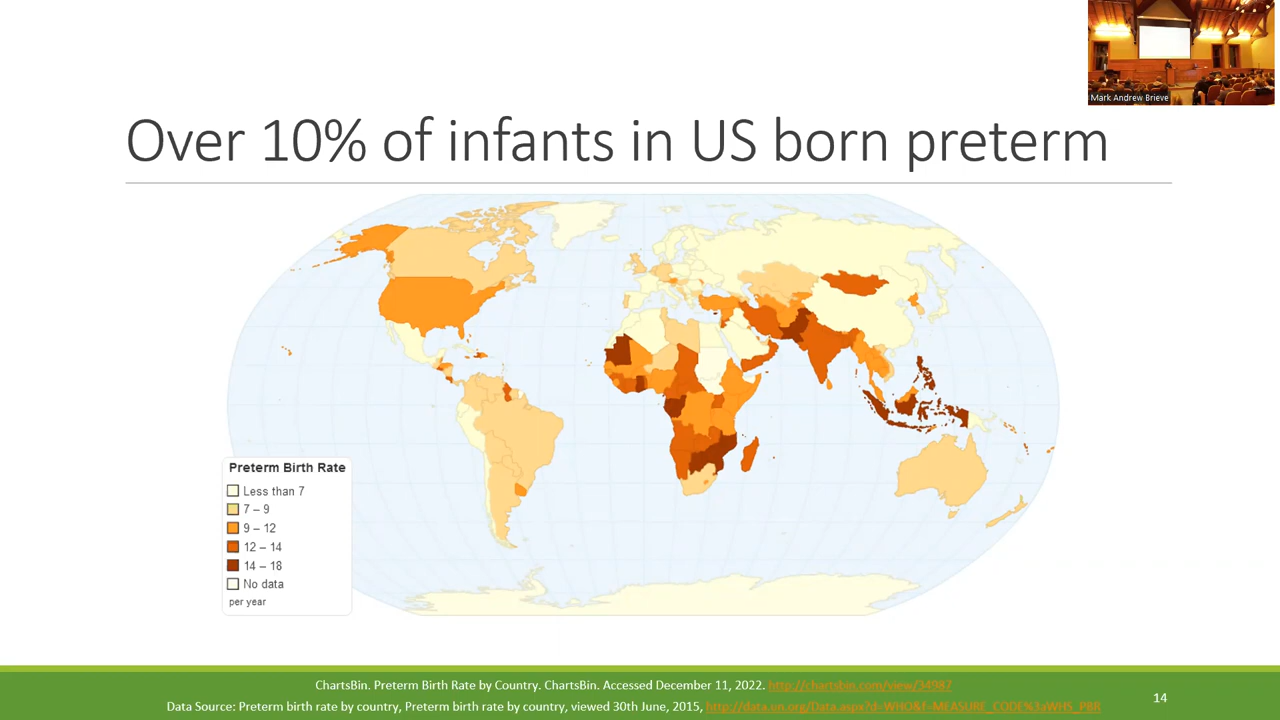 Mark Andrew Brieve
Over 10% of infants in US born preterm
Preterm Birth Rate
Less than 7
7 – 9
9 – 12
12 – 14
14 – 18
No data
per year
ChartsBin. Preterm Birth Rate by Country. ChartsBin. Accessed December 11, 2022. http://chartsbin.com/view/34987
Data Source: Preterm birth rate by country, Preterm birth rate by country, viewed 30th June, 2015, http://data.un.org/Data.aspx?d=WHO&f=MEASURE_CODE%3aWHS_PBR
14